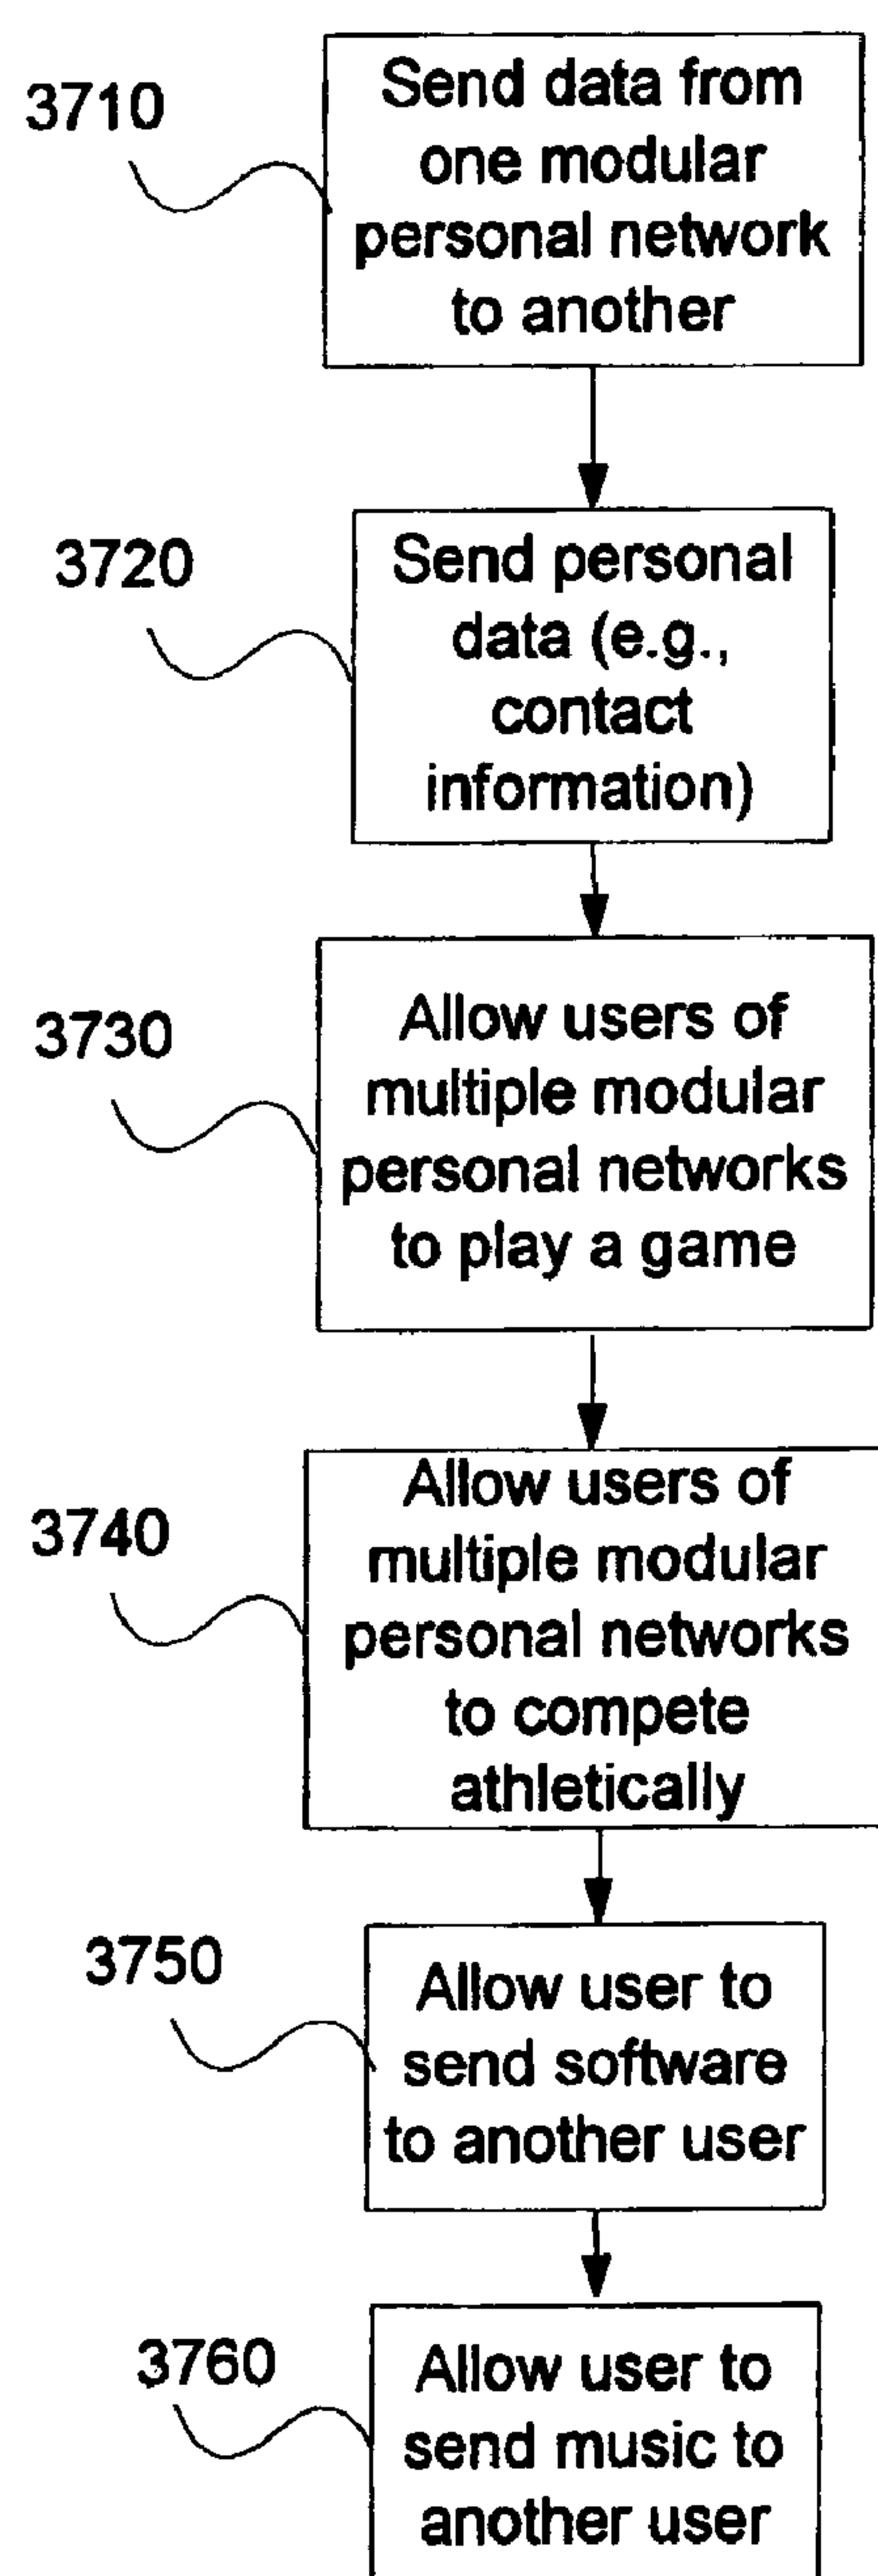 3710
Send data from
one modular
personal network
to another
3720
Send personal
data (e.g.,
contact
information)
3730
Allow users of
multiple modular
personal networks
to play a game
3740
Allow users of
multiple modular
personal networks
to compete
athletically
3750
Allow user to
send software
to another user
3760
Allow user to
send music to
another user